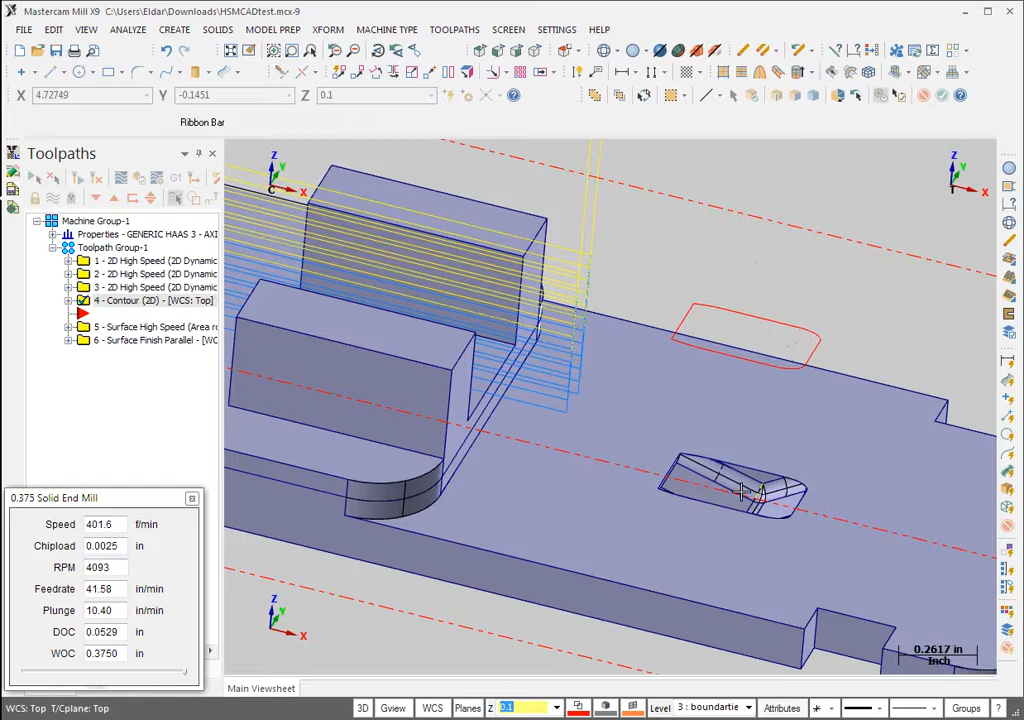 Mastercam Mill X9 C:\Users\Eldar\Downloads\HSMCADtest.mcx-9
FILE EDIT VIEW ANALYZE CREATE SOLIDS MODEL PREP XFORM MACHINE TYPE TOOLPATHS SCREEN SETTINGS HELP
X 4.72749 Y -0.1451 Z 0.1
Ribbon Bar
Toolpaths
G1
Machine Group-1
Properties - GENERIC HAAS 3 - AXI
Toolpath Group-1
1 - 2D High Speed (2D Dynamic
2 - 2D High Speed (2D Dynamic
3 - 2D High Speed (2D Dynamic
4 - Contour (2D) - [WCS: Top]
5 - Surface High Speed (Area ro
6 - Surface Finish Parallel - [WC
Z Y X C
Z Y X
0.375 Solid End Mill
Speed 401.6 f/min
Chipload 0.0025 in
RPM 4093
Feedrate 41.58 in/min
Plunge 10.40 in/min
DOC 0.0529 in
WOC 0.3750 in
Z Y X
0.2617 in
Inch
Main Viewsheet
WCS: Top T/Cplane: Top 3D Gview WCS Planes Z 0.1 Level 3 : boundartie Attributes Groups ?